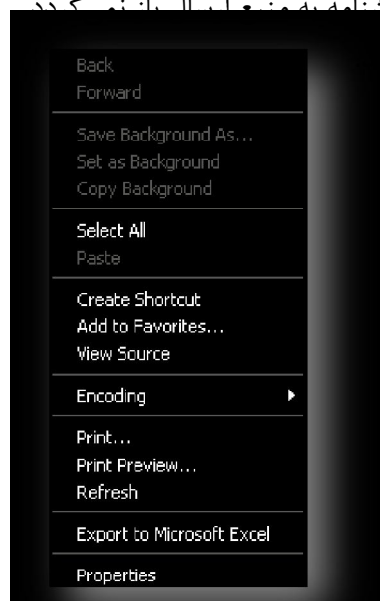 Back
Forward
Save Background As...
Set as Background
Copy Background
Select All
Paste
Create Shortcut
Add to Favorites...
View Source
Encoding
Print...
Print Preview...
Refresh
Export to Microsoft Excel
Properties